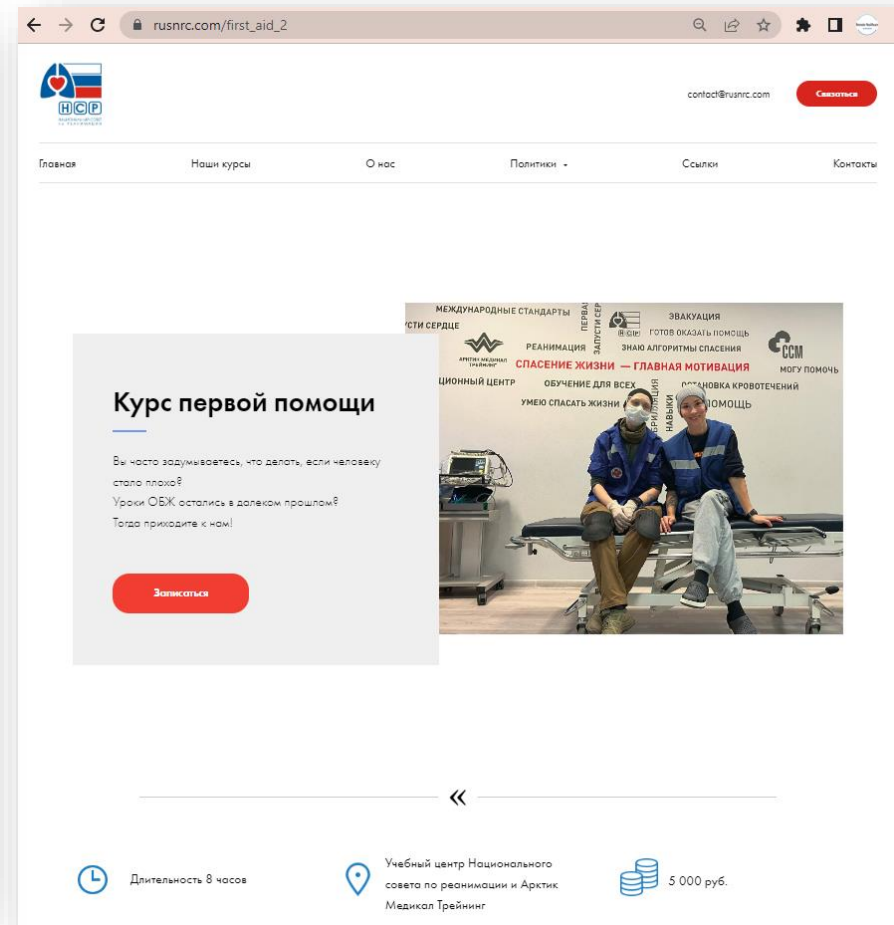 rusnrc.com/first_aid_2
НСР
contact@rusnrc.com
Связаться
Главная
Наши курсы
О нас
Политики
Ссылки
Контакты
МЕЖДУНАРОДНЫЕ СТАНДАРТЫ
ЭВАКУАЦИЯ
НСР
ГОТОВ ОКАЗАТЬ ПОМОЩЬ
РЕАНИМАЦИЯ
ЗНАЮ АЛГОРИТМЫ СПАСЕНИЯ
ССМ
АРКТИК МЕДИКАЛ
ТРЕЙНИНГ
СПАСЕНИЕ ЖИЗНИ — ГЛАВНАЯ МОТИВАЦИЯ
МОГУ ПОМОЧЬ
ОБУЧЕНИЕ ДЛЯ ВСЕХ
КРОВОТЕЧЕНИЙ
УМЕЮ СПАСАТЬ ЖИЗНИ
НАВЫКИ
Курс первой помощи
Вы часто задумываетесь, что делать, если человеку
стало плохо?
Уроки ОБЖ остались в далеком прошлом?
Тогда приходите к нам!
Записаться
«
Длительность 8 часов
Учебный центр Национального
совета по реанимации и Арктик
Медикал Трейнинг
5 000 руб.